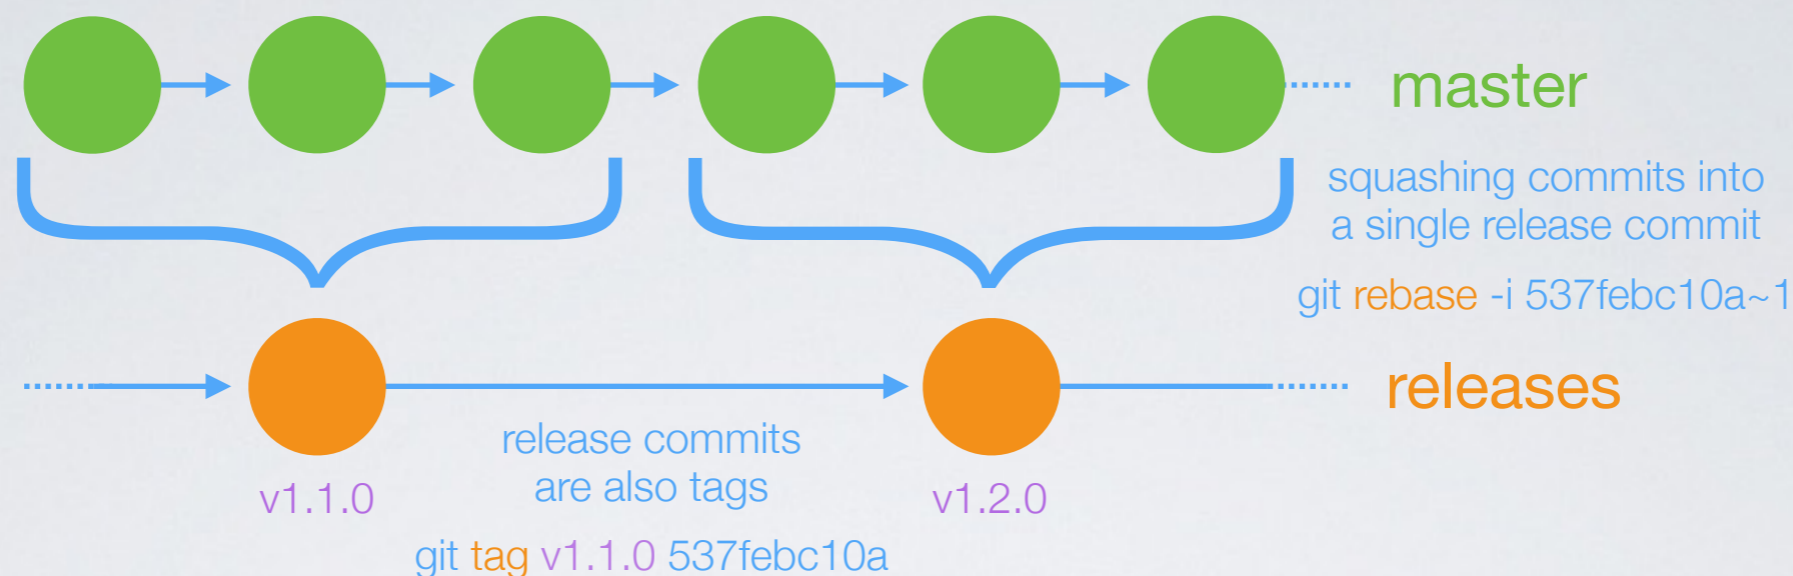 master
squashing commits into
a single release commit
git rebase -i 537febc10a~1
releases
release commits
are also tags
v1.1.0
v1.2.0
git tag v1.1.0 537febc10a